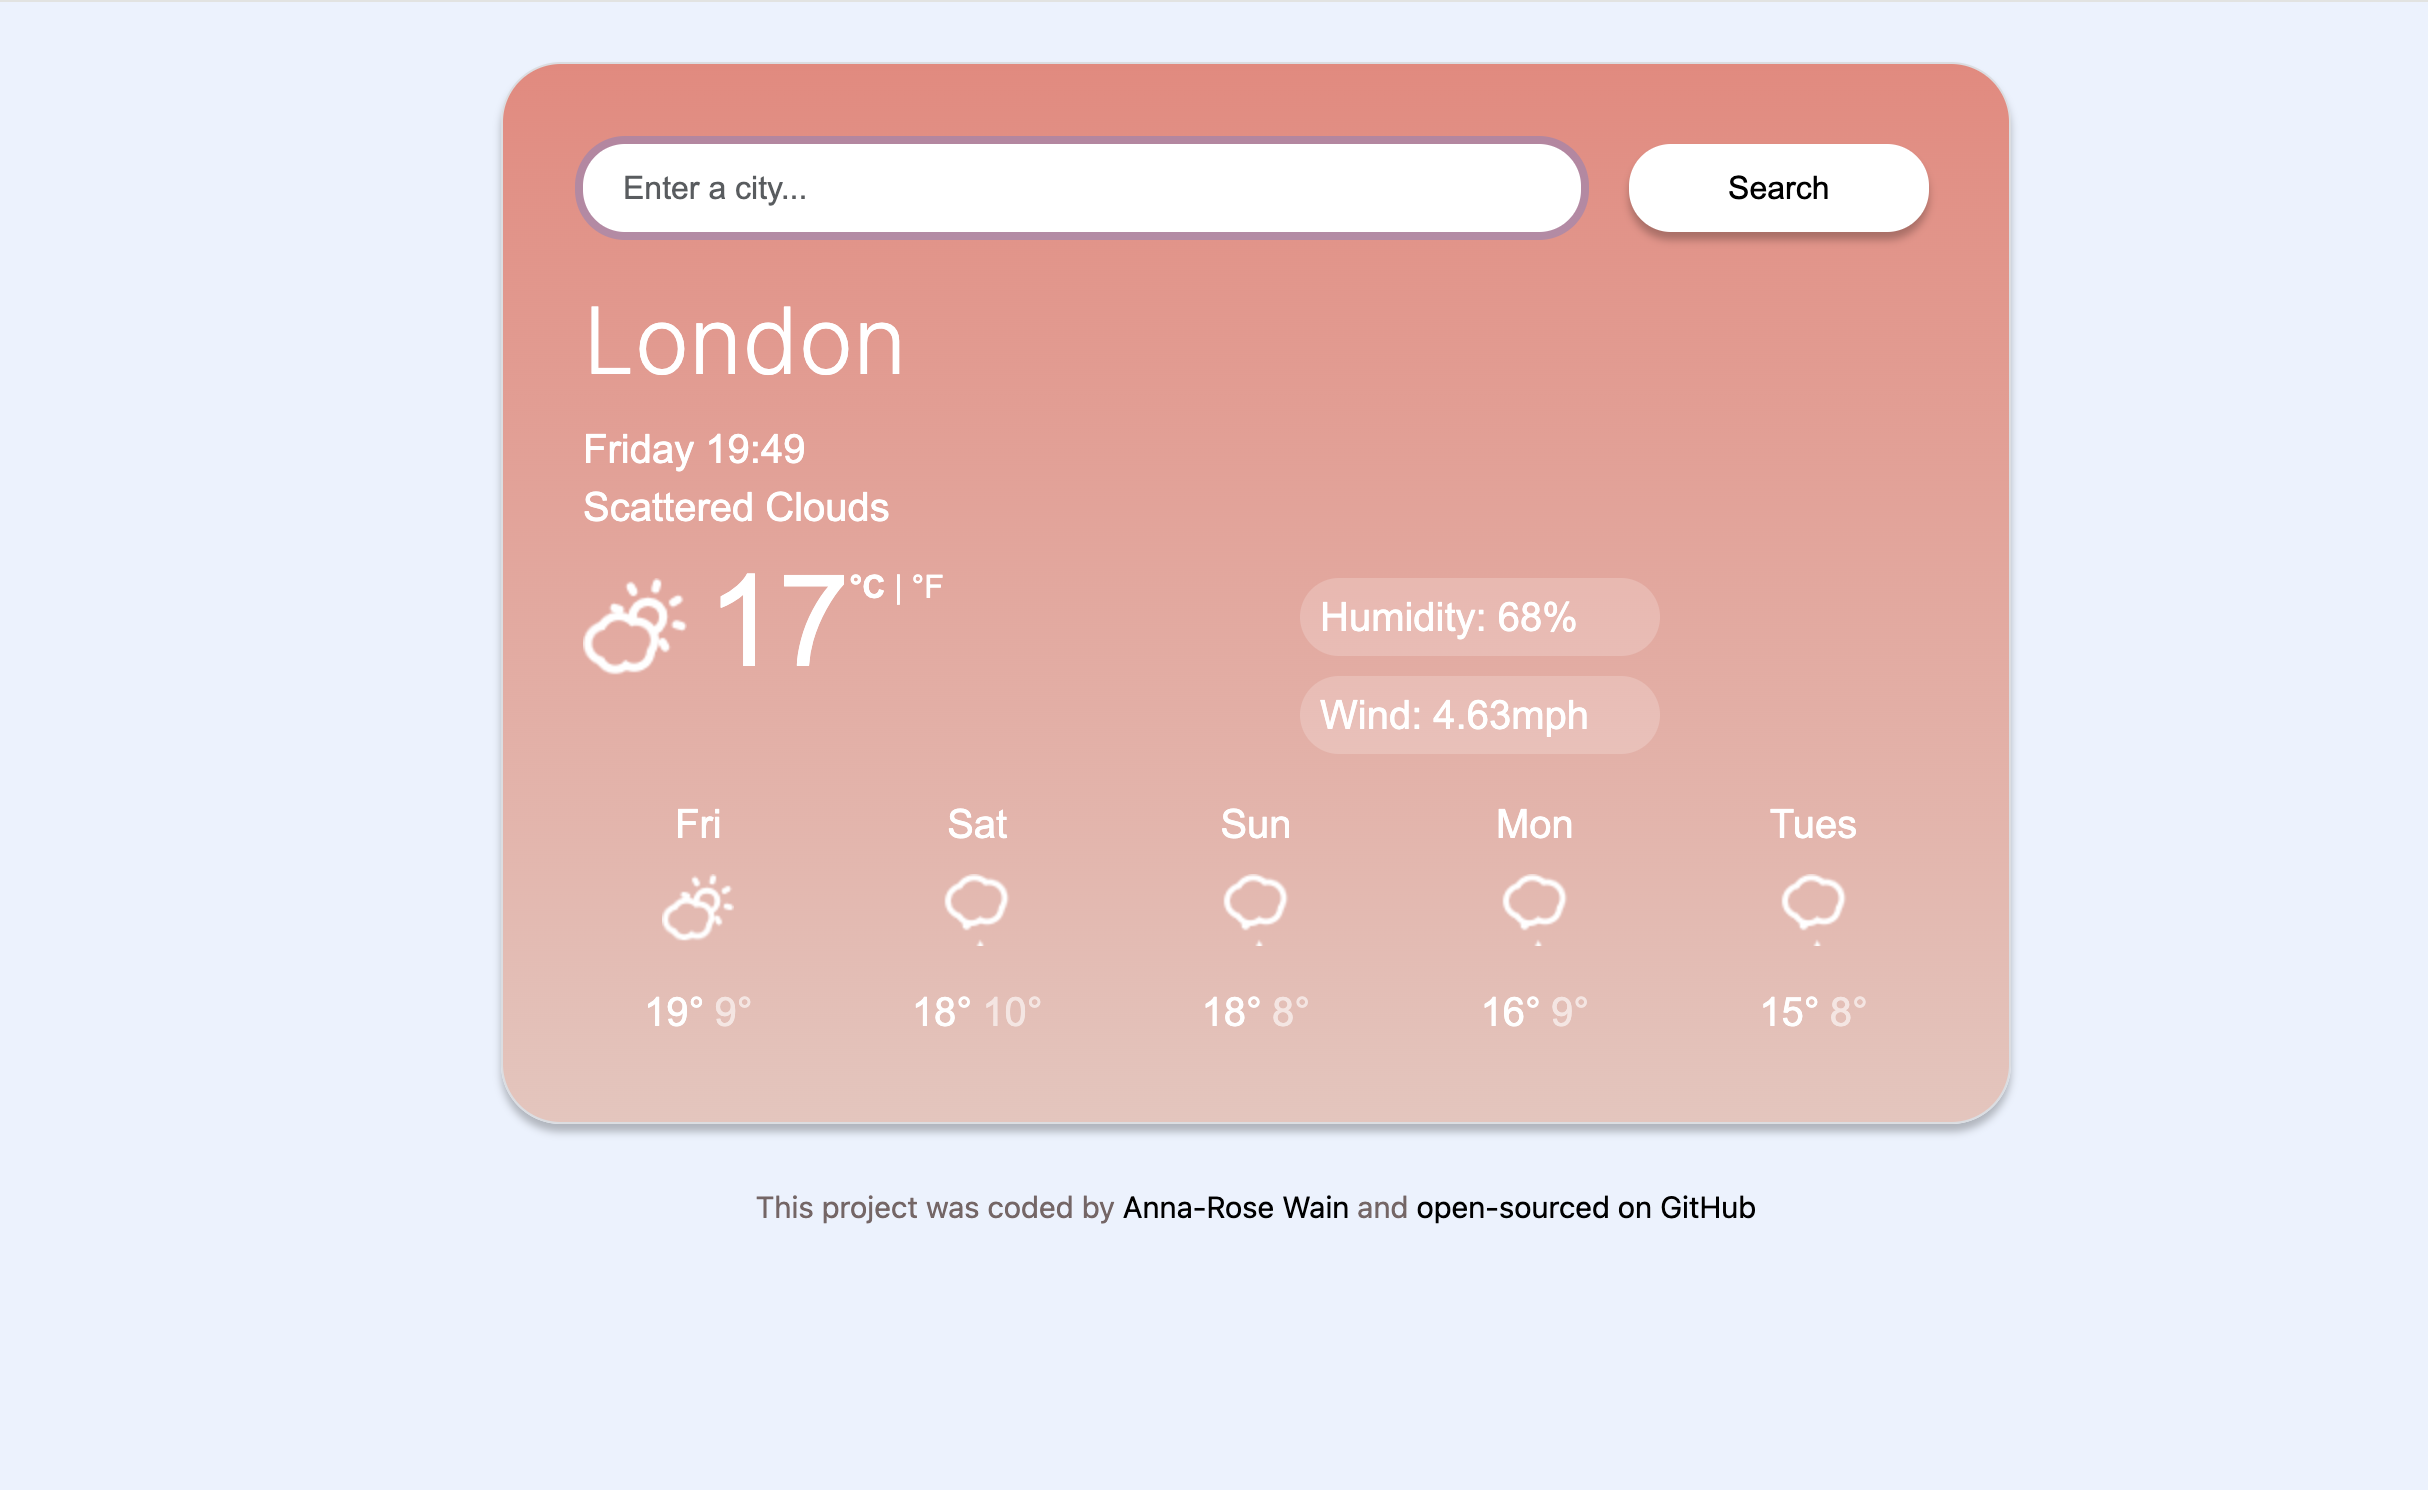 Enter a city...
Search
London
Friday 19:49
Scattered Clouds
17 °C | °F
Humidity: 68%
Wind: 4.63mph
Fri Sat Sun Mon Tues
19° 9° 18° 10° 18° 8° 16° 9° 15° 8°
This project was coded by Anna-Rose Wain and open-sourced on GitHub